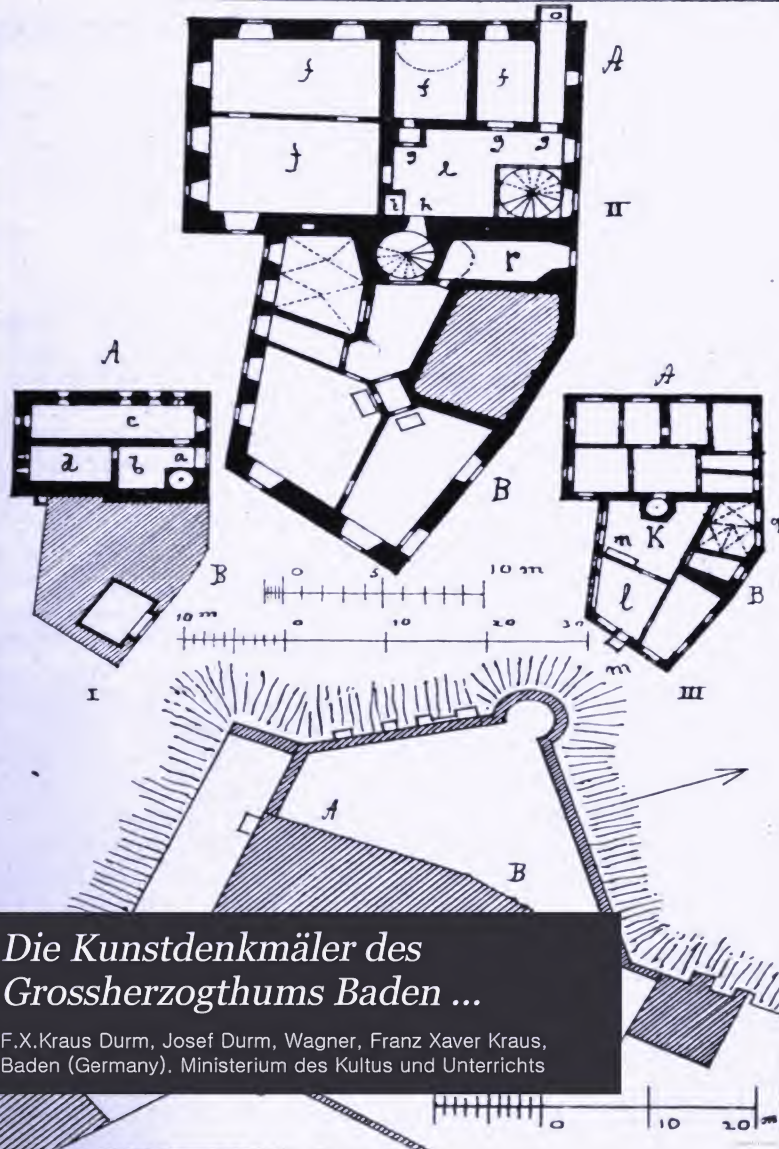 o
f f f f A
g g g
f e
i h II
r
A A
c
d b a
q
n K
B B B
l
0 5 10 m
10 m 0 10 20 30
m
I III
A
B
Die Kunstdenkmäler des
Grossherzogthums Baden ...
F.X.Kraus Durm, Josef Durm, Wagner, Franz Xaver Kraus,
Baden (Germany). Ministerium des Kultus und Unterrichts
0 10 20 m